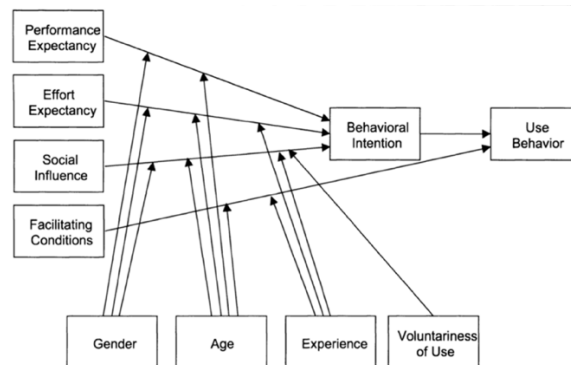 Performance
Expectancy
Effort
Expectancy
Social
Influence
Facilitating
Conditions
Behavioral
Intention
Use
Behavior
Gender
Age
Experience
Voluntariness
of Use